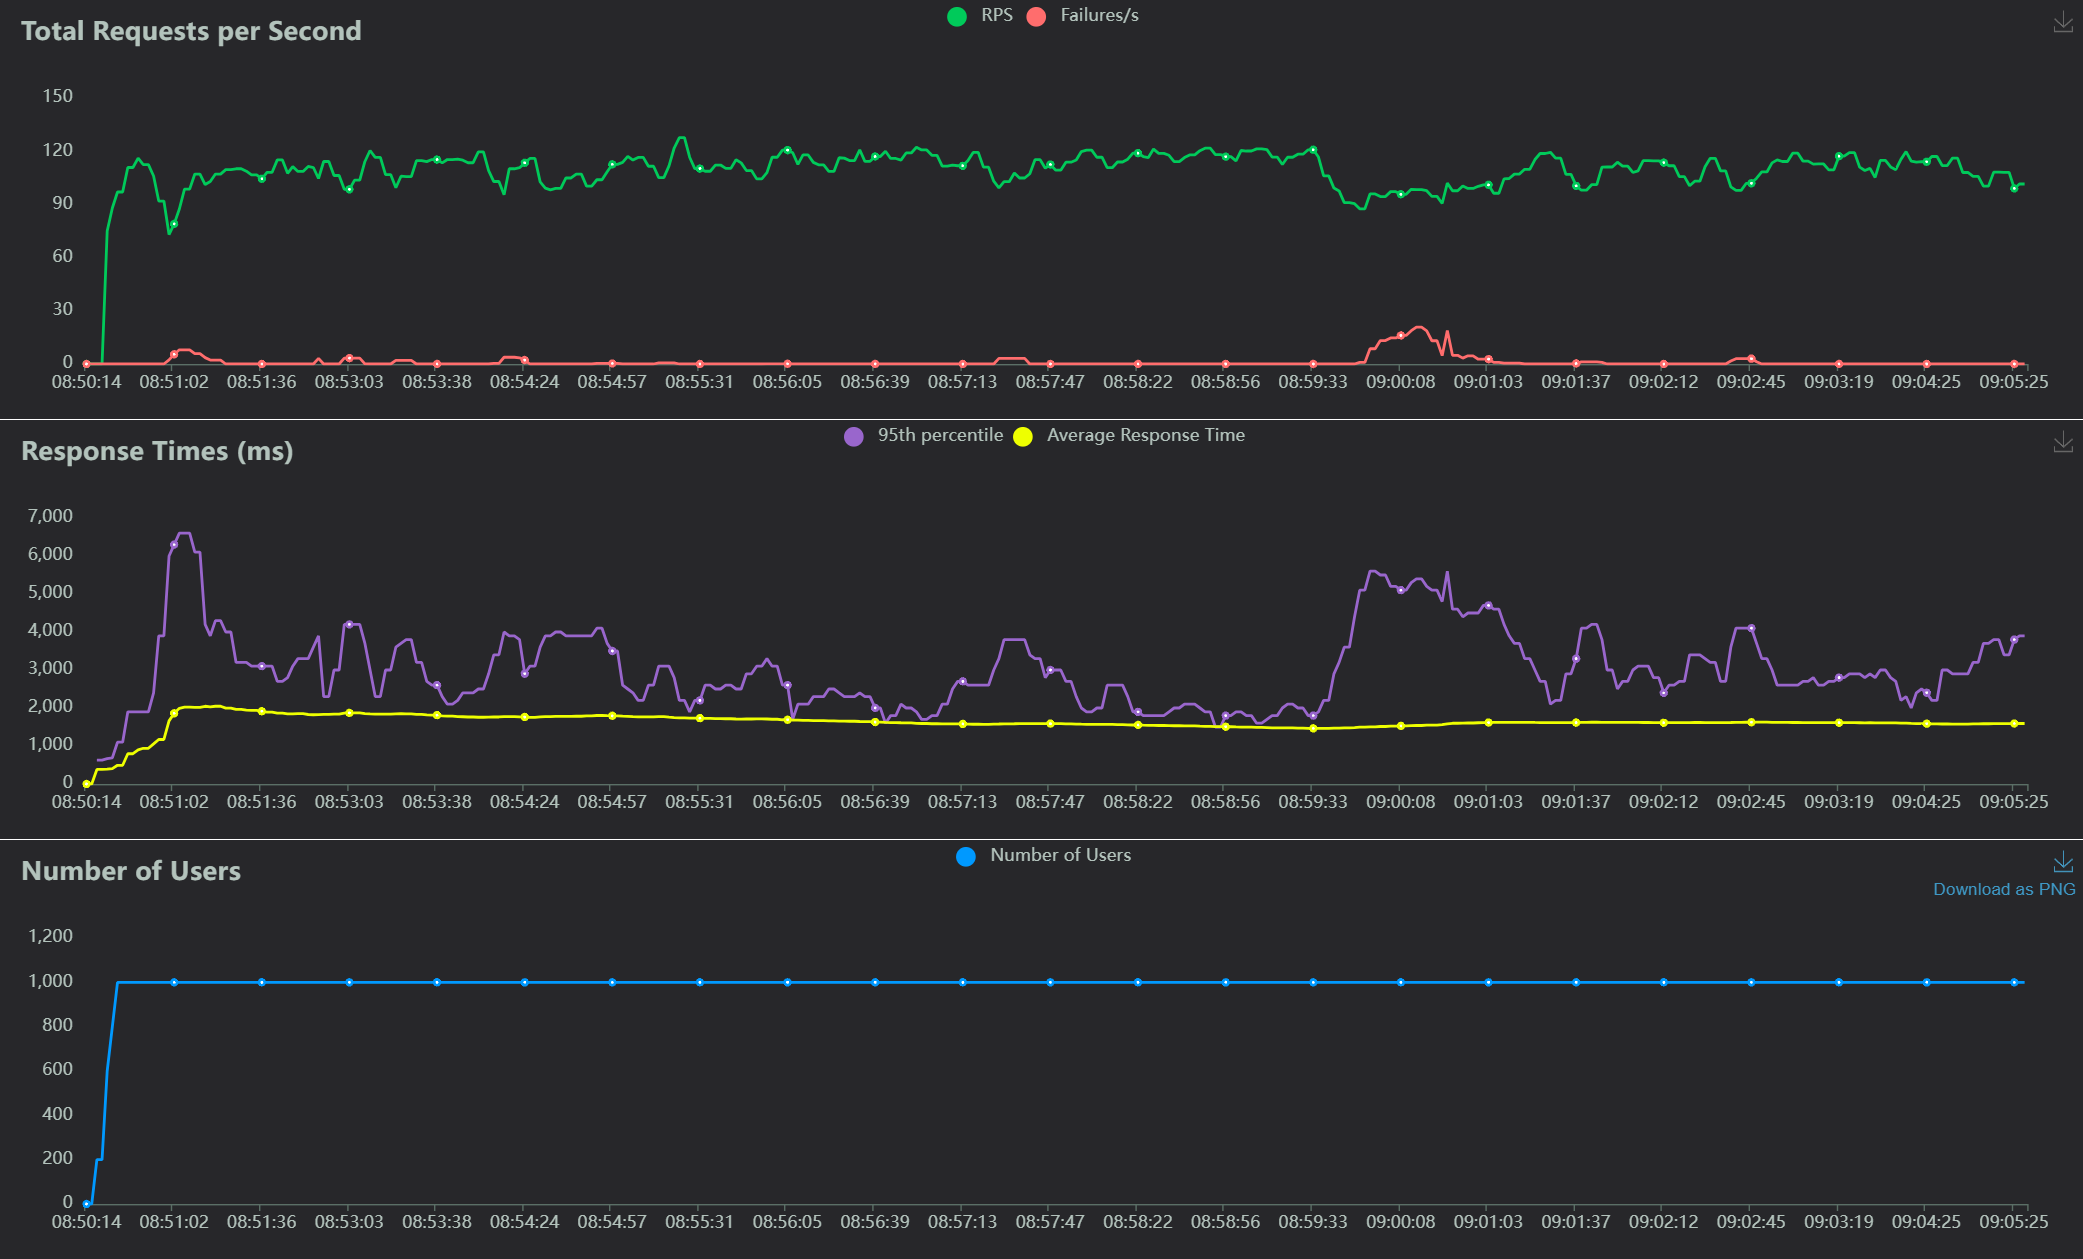 Total Requests per Second
RPS Failures/s
150
120
90
60
30
0
08:50:14 08:51:02 08:51:36 08:53:03 08:53:38 08:54:24 08:54:57 08:55:31 08:56:05 08:56:39 08:57:13 08:57:47 08:58:22 08:58:56 08:59:33 09:00:08 09:01:03 09:01:37 09:02:12 09:02:45 09:03:19 09:04:25 09:05:25
Response Times (ms)
95th percentile Average Response Time
7,000
6,000
5,000
4,000
3,000
2,000
1,000
0
08:50:14 08:51:02 08:51:36 08:53:03 08:53:38 08:54:24 08:54:57 08:55:31 08:56:05 08:56:39 08:57:13 08:57:47 08:58:22 08:58:56 08:59:33 09:00:08 09:01:03 09:01:37 09:02:12 09:02:45 09:03:19 09:04:25 09:05:25
Number of Users
Number of Users
Download as PNG
1,200
1,000
800
600
400
200
0
08:50:14 08:51:02 08:51:36 08:53:03 08:53:38 08:54:24 08:54:57 08:55:31 08:56:05 08:56:39 08:57:13 08:57:47 08:58:22 08:58:56 08:59:33 09:00:08 09:01:03 09:01:37 09:02:12 09:02:45 09:03:19 09:04:25 09:05:25